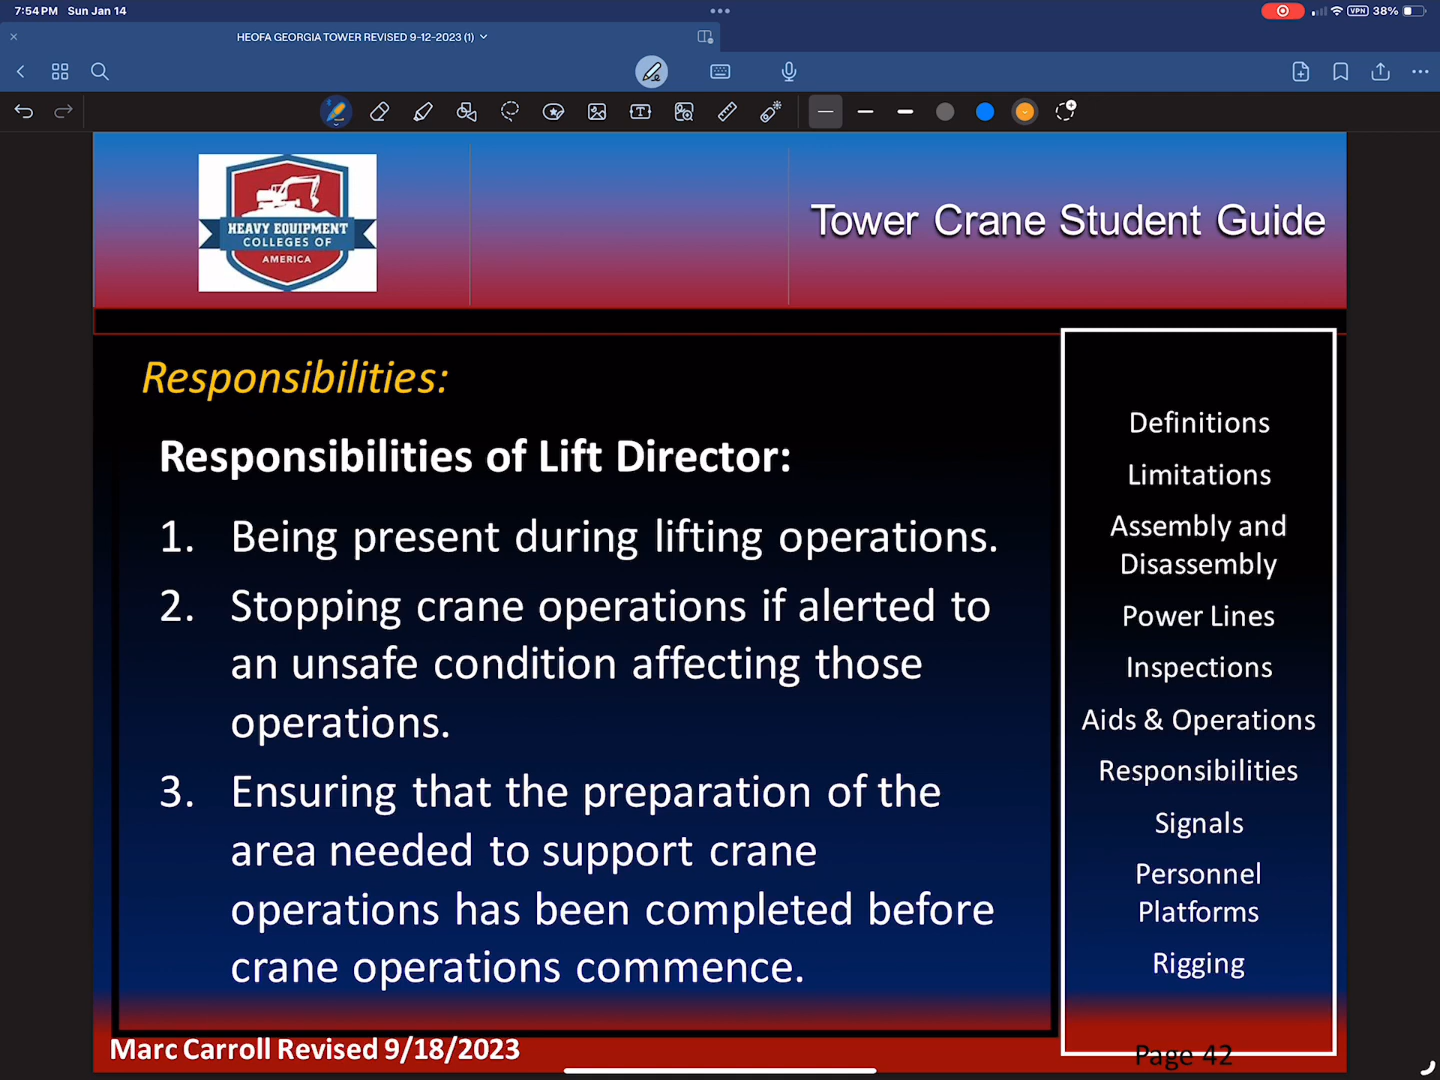 7:54 PM Sun Jan 14
VPN 38%
HEOFA GEORGIA TOWER REVISED 9-12-2023 (1)
HEAVY EQUIPMENT
COLLEGES OF
AMERICA
Tower Crane Student Guide
Responsibilities:
Responsibilities of Lift Director:
1. Being present during lifting operations.
2. Stopping crane operations if alerted to
an unsafe condition affecting those
operations.
3. Ensuring that the preparation of the
area needed to support crane
operations has been completed before
crane operations commence.
Definitions
Limitations
Assembly and
Disassembly
Power Lines
Inspections
Aids & Operations
Responsibilities
Signals
Personnel
Platforms
Rigging
Marc Carroll Revised 9/18/2023
Page 42